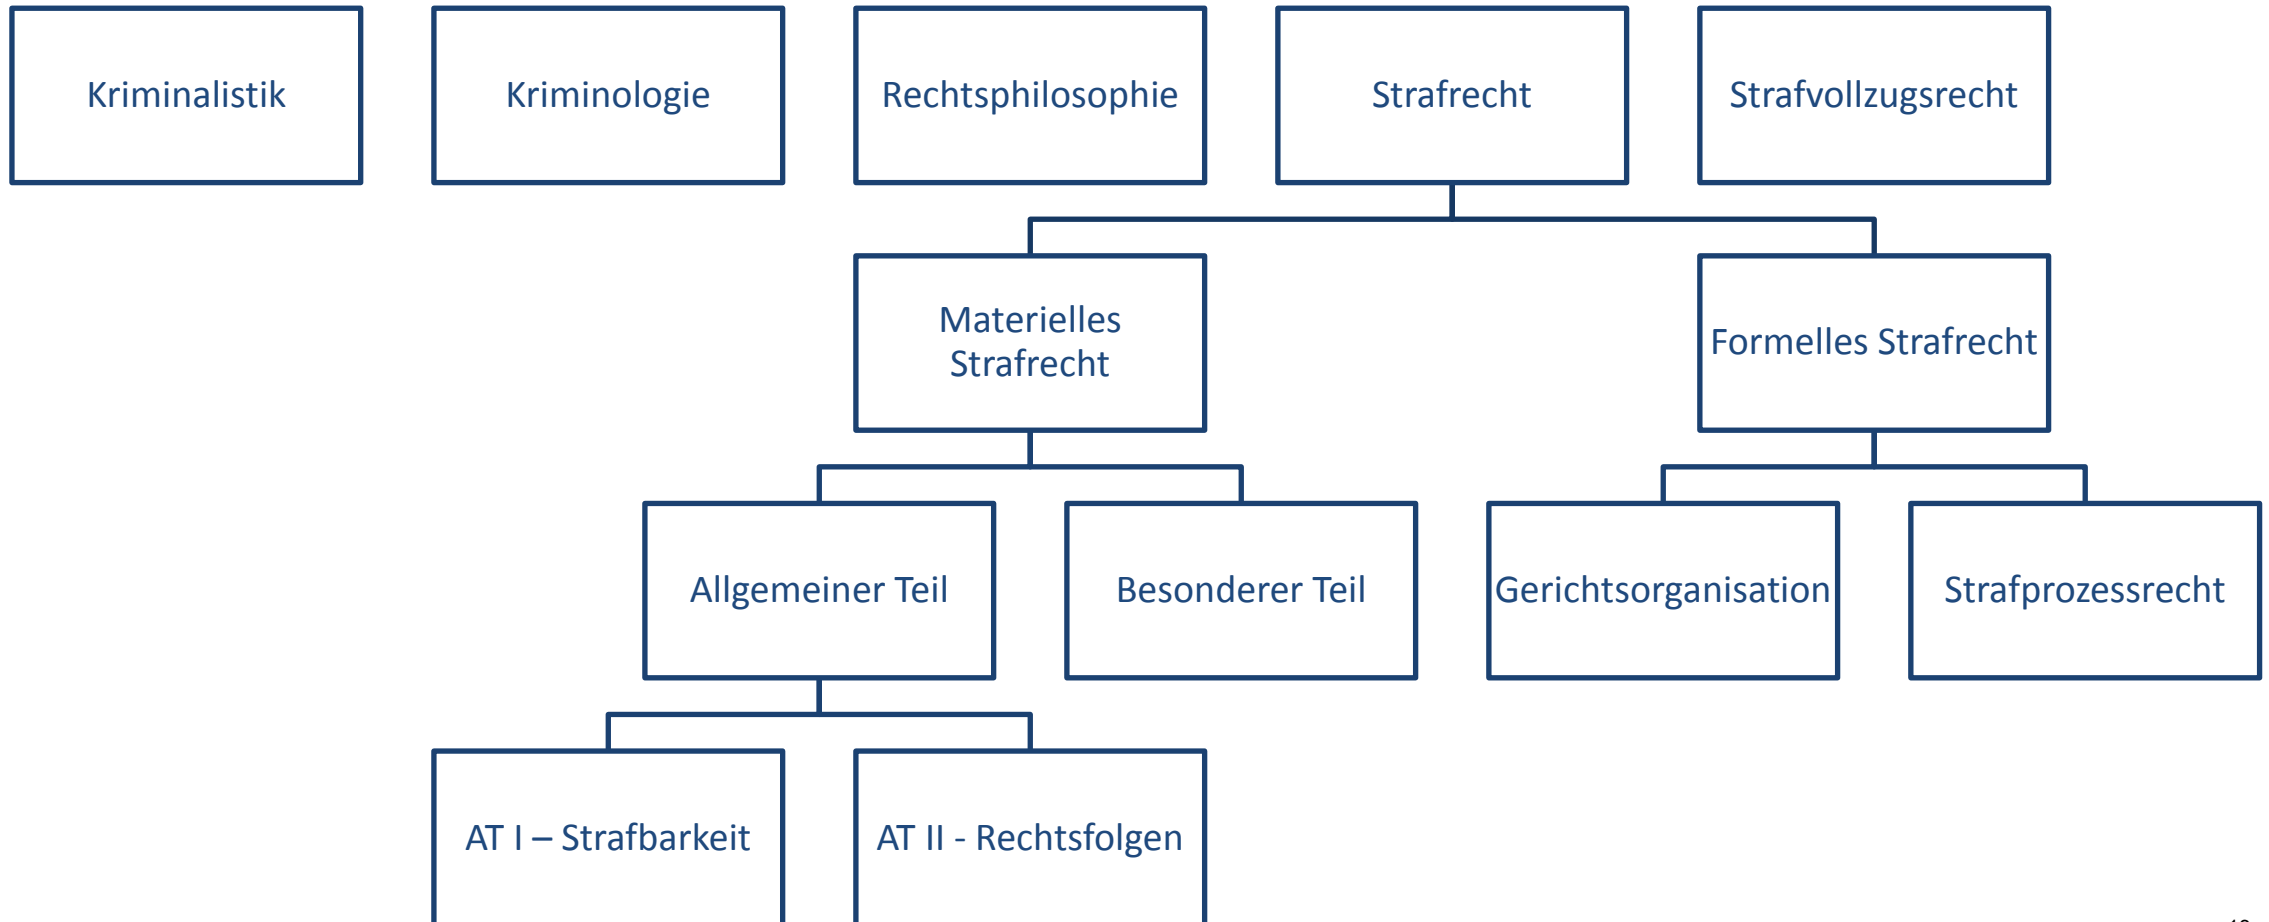 Kriminalistik
Kriminologie
Rechtsphilosophie
Strafrecht
Strafvollzugsrecht
Materielles
Strafrecht
Formelles Strafrecht
Allgemeiner Teil
Besonderer Teil
Gerichtsorganisation
Strafprozessrecht
AT I – Strafbarkeit
AT II - Rechtsfolgen